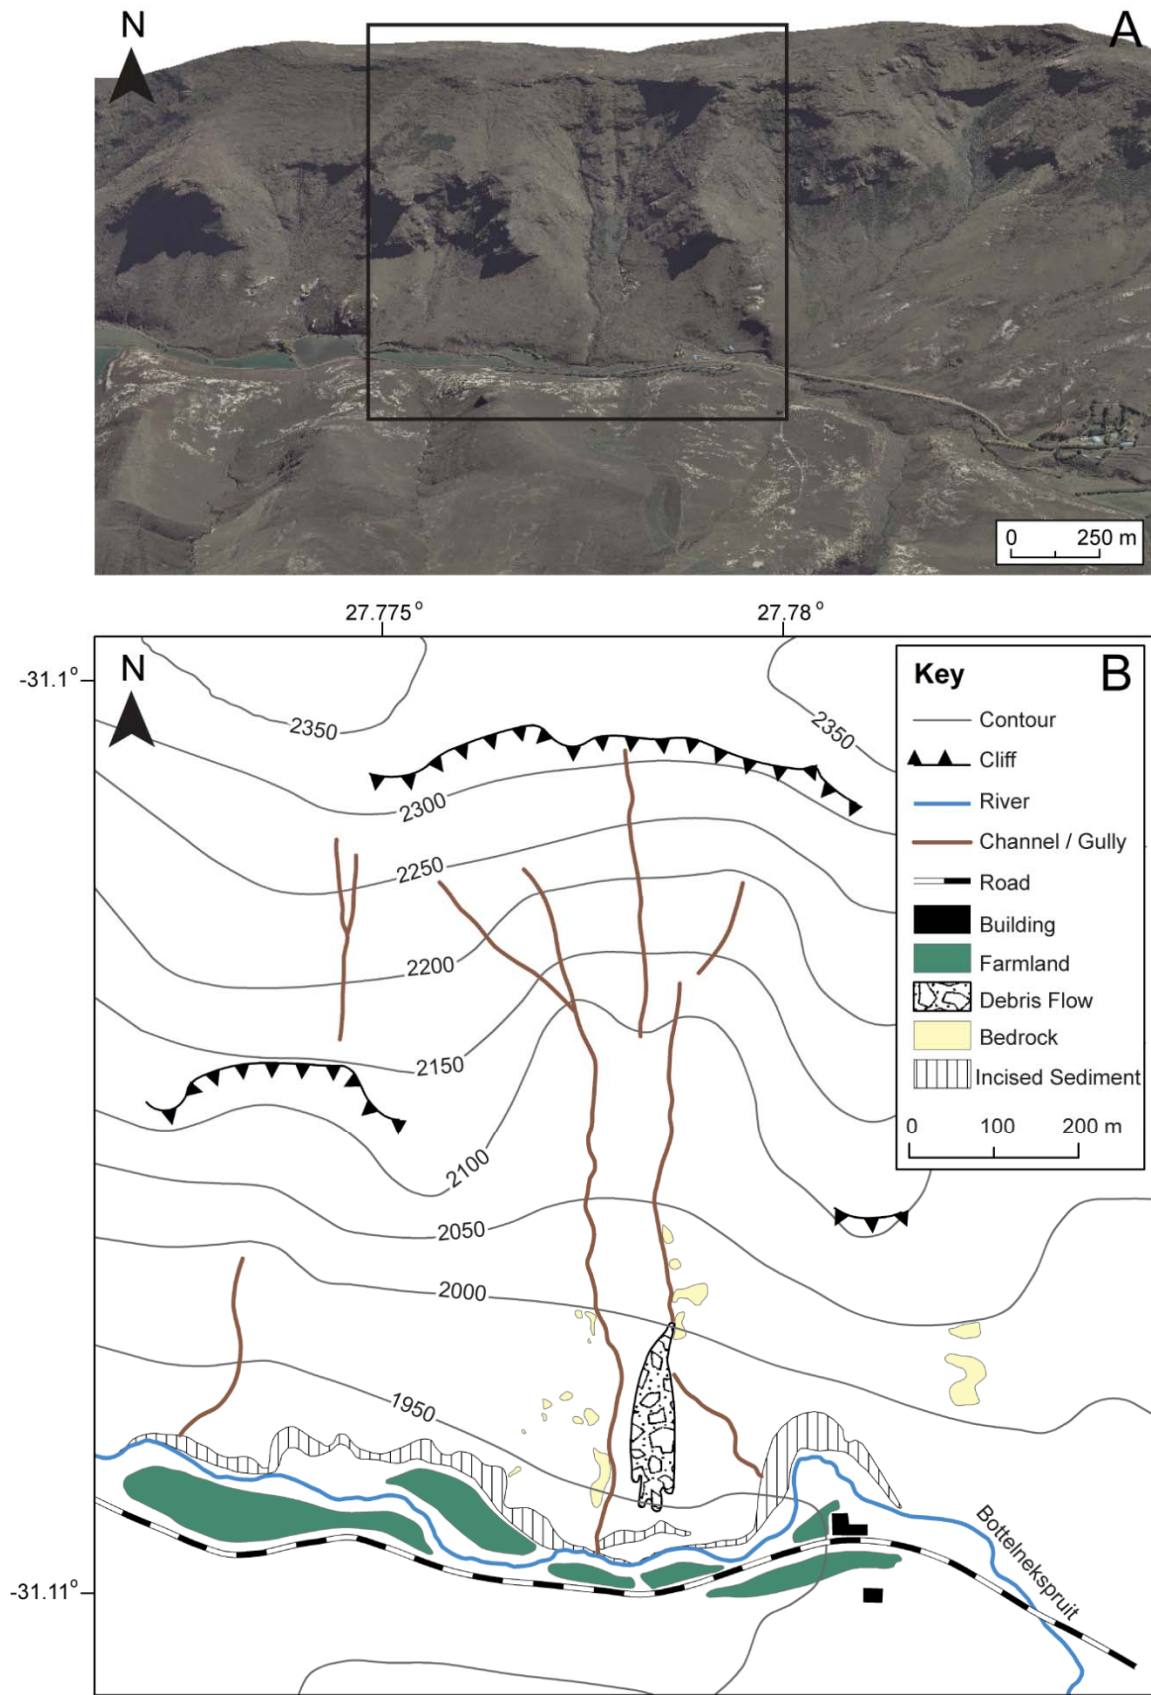 N
A
0 250 m
27.775°
27.78°
-31.1°
N
B
Key
Contour
Cliff
River
Channel / Gully
Road
Building
Farmland
Debris Flow
Bedrock
Incised Sediment
0 100 200 m
2350
2350
2300
2250
2200
2150
2100
2050
2000
1950
Bottelnekspruit
-31.11°